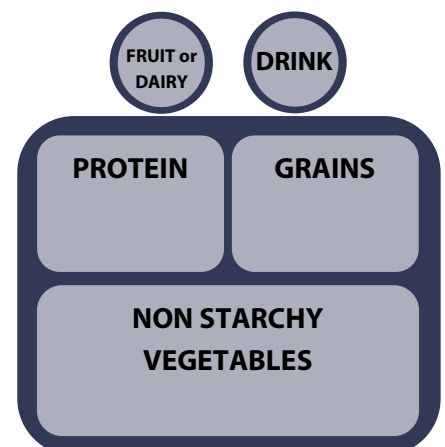 FRUIT or
DAIRY
DRINK
PROTEIN
GRAINS
NON STARCHY
VEGETABLES